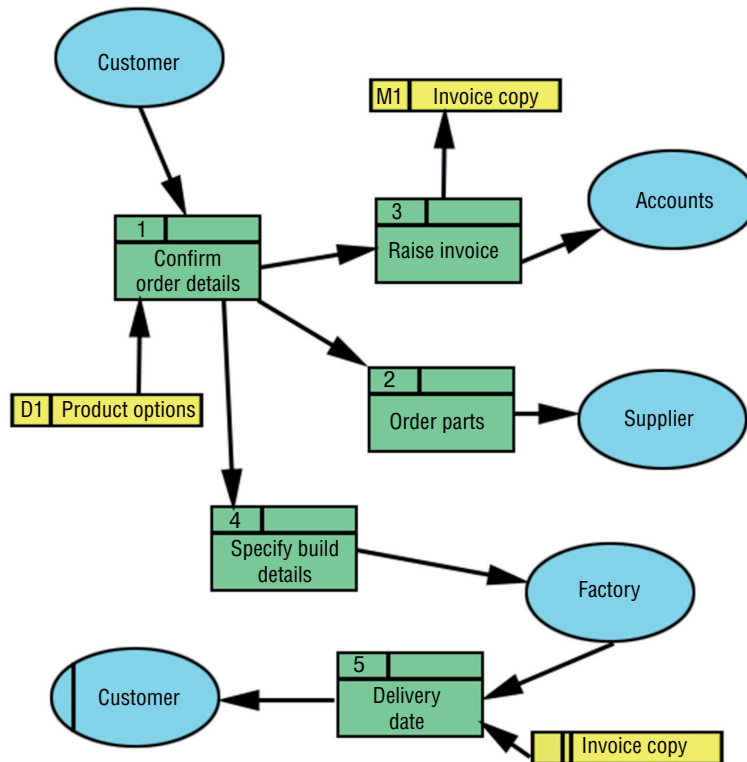 Customer
M1 Invoice copy
3
Raise invoice
Accounts
1
Confirm
order details
D1 Product options
2
Order parts
Supplier
4
Specify build
details
Factory
5
Delivery
date
Customer
Invoice copy